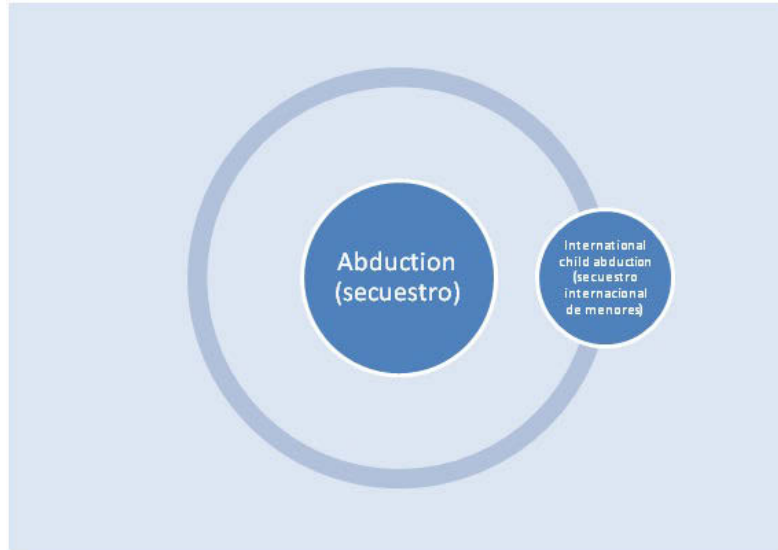 Abduction
(secuestro)
International
child abduction
(secuestro
internacional
de menores)